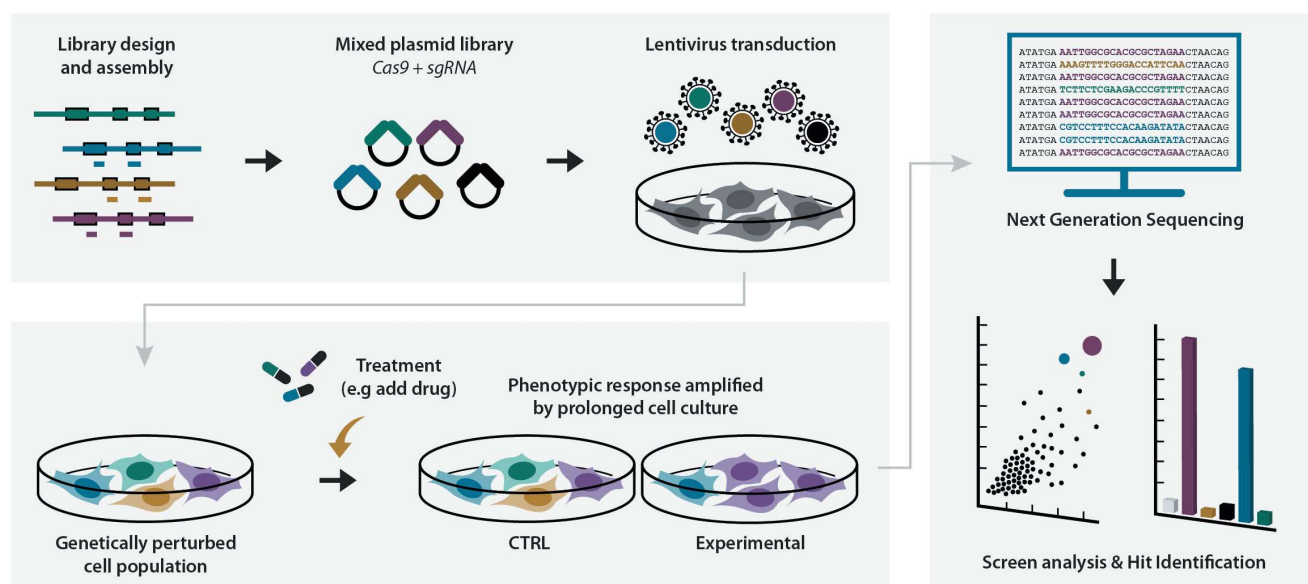 Library design
and assembly
Mixed plasmid library
Cas9 + sgRNA
Lentivirus transduction
Treatment
(e.g add drug)
Phenotypic response amplified
by prolonged cell culture
Genetically perturbed
cell population
CTRL
Experimental
ATATGA AATTGGCGCACGCGCTAGAACTAACAG
ATATGA AAAGTTTTGGGACCATTCAACTAACAG
ATATGA AATTGGCGCACGCGCTAGAACTAACAG
ATATGA TCTTCTCGAAGACCCGTTTTCTAACAG
ATATGA AATTGGCGCACGCGCTAGAACTAACAG
ATATGA CGTCCTTTCCACAAGATATACTAACAG
ATATGA CGTCCTTTCCACAAGATATACTAACAG
ATATGA AATTGGCGCACGCGCTAGAACTAACAG
Next Generation Sequencing
Screen analysis & Hit Identification